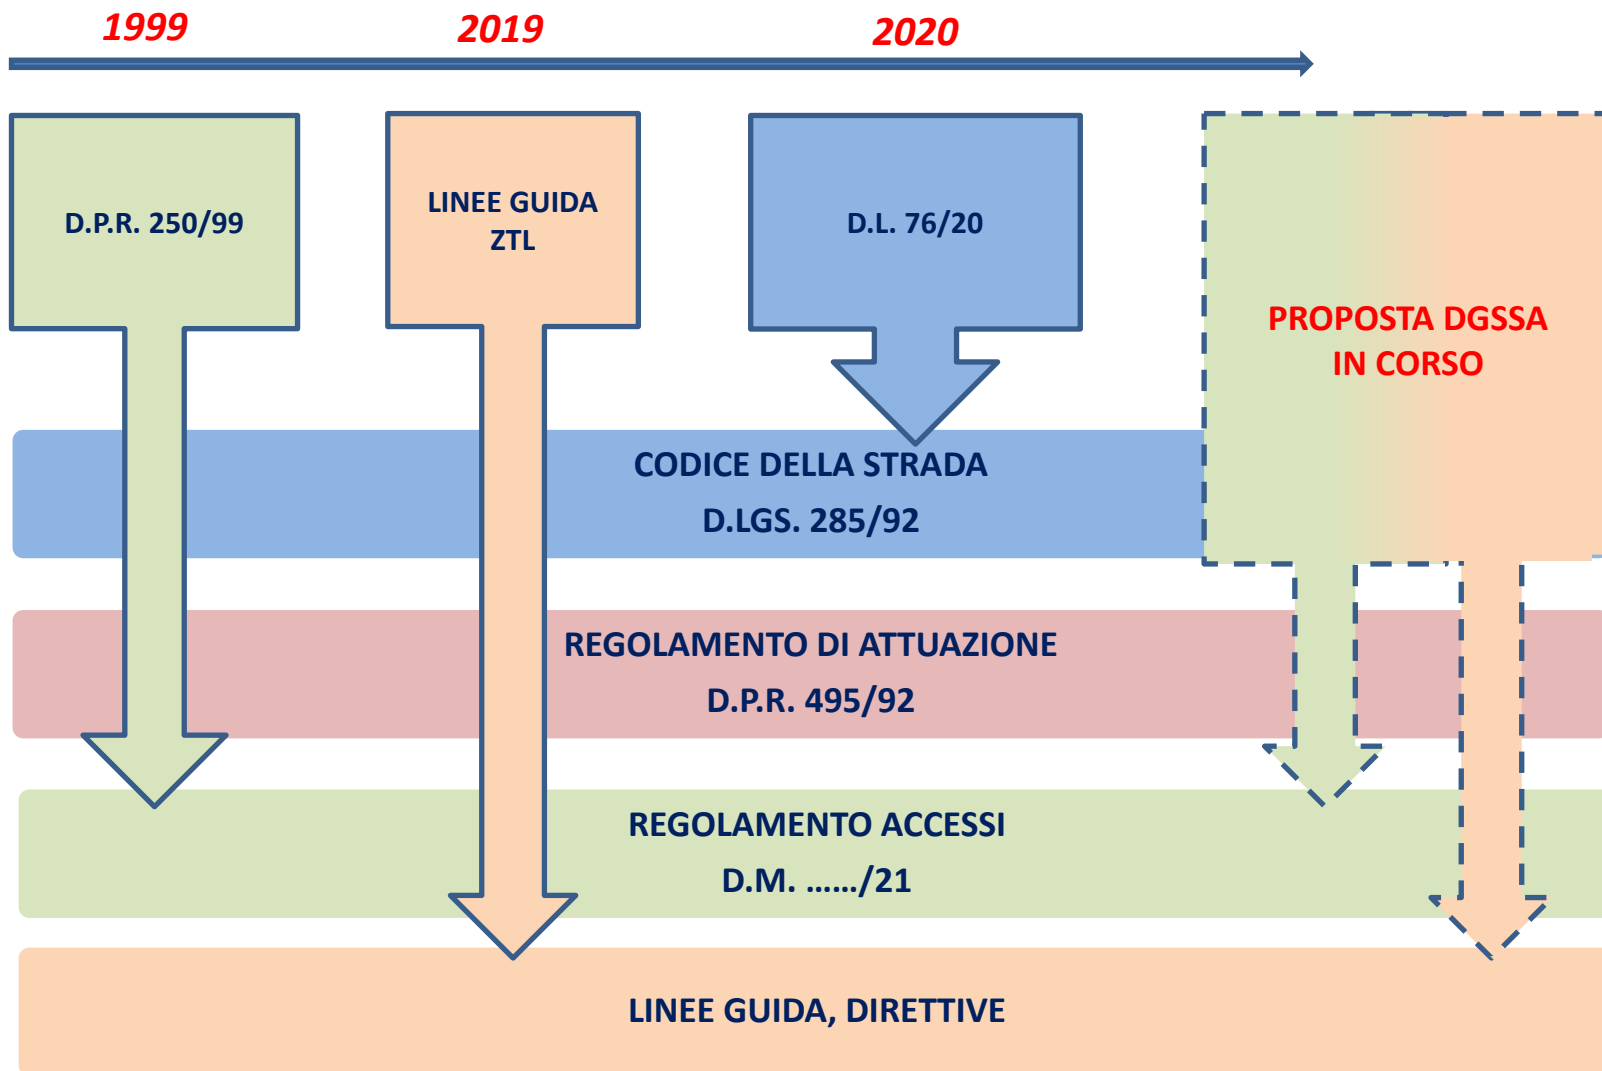 1999
2019
2020
D.P.R. 250/99
LINEE GUIDA
ZTL
D.L. 76/20
PROPOSTA DGSSA
IN CORSO
CODICE DELLA STRADA
D.LGS. 285/92
REGOLAMENTO DI ATTUAZIONE
D.P.R. 495/92
REGOLAMENTO ACCESSI
D.M. ……/21
LINEE GUIDA, DIRETTIVE